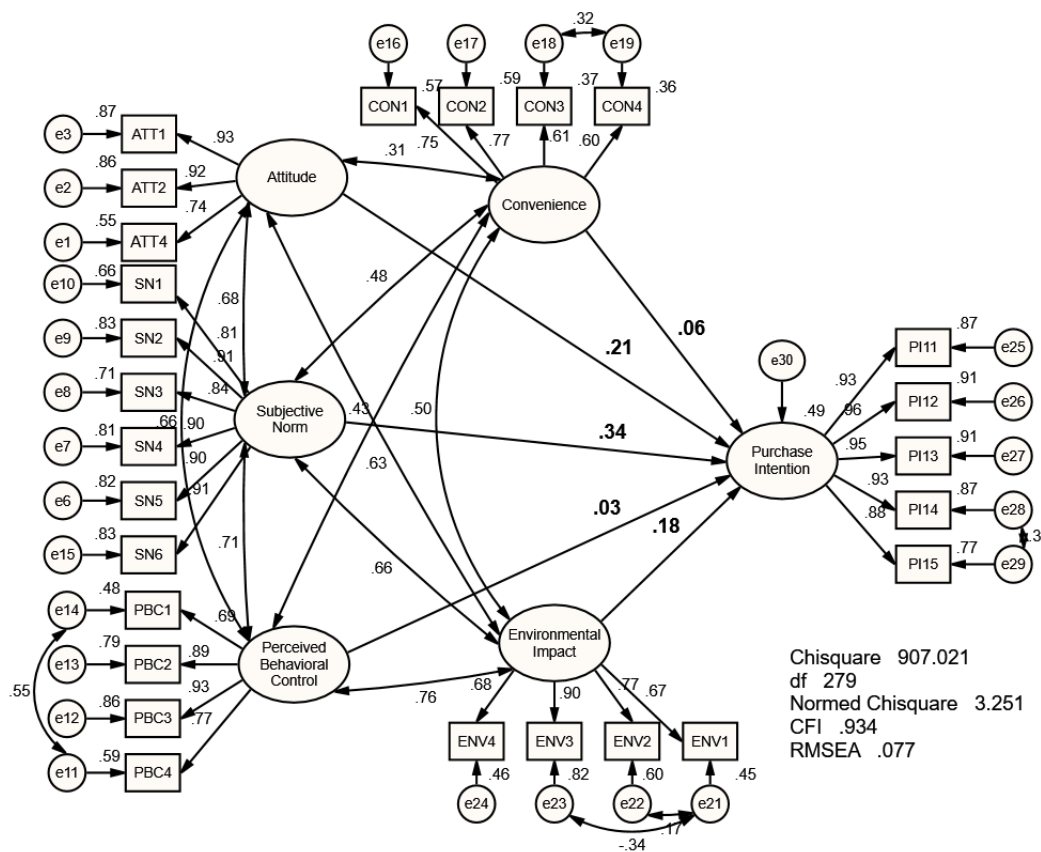 .32
e16 e17 e18 e19
.57 .59 .37 .36
CON1 CON2 CON3 CON4
.75 .77 .61 .60
.87
e3 ATT1 .93
.86
e2 ATT2 .92
.55
e1 ATT4 .74
Attitude
.31
Convenience
.66
e10 SN1
.83
e9 SN2
.71
e8 SN3
.81
e7 SN4
.82
e6 SN5
.83
e15 SN6
.68
.81
.91
.84
.66 .90
.90
.91
Subjective
Norm
.48
.43
.50
.63
.06
.21
.34
.03
.18
.71
.66
e30
.49
Purchase
Intention
.93
.96
.95
.93
.88
.87
PI11 e25
.91
PI12 e26
.91
PI13 e27
.87
PI14 e28
.77
PI15 e29
.3
.48
e14 PBC1 .69
.79
e13 PBC2 .89
.86
e12 PBC3 .93
.59
e11 PBC4 .77
.55
Perceived
Behavioral
Control
.76
Environmental
Impact
.68 .90 .77 .67
ENV4 ENV3 ENV2 ENV1
.46 .82 .60 .45
e24 e23 e22 e21
.17
-.34
Chisquare 907.021
df 279
Normed Chisquare 3.251
CFI .934
RMSEA .077